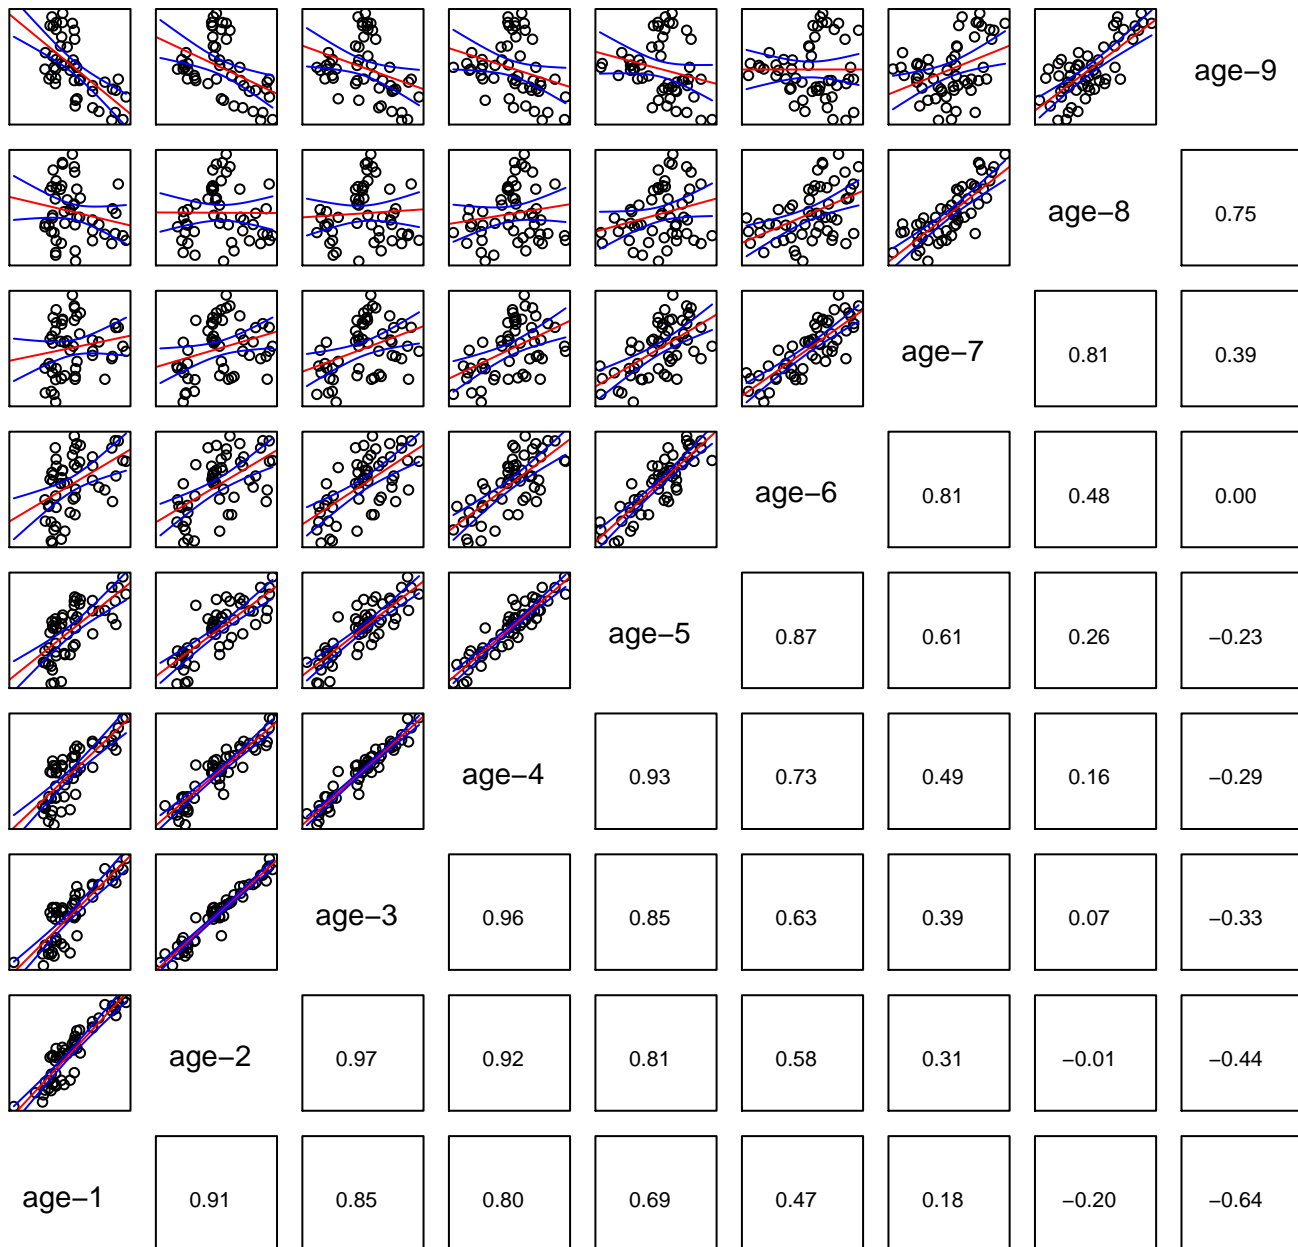 age−9
age−8 0.75
age−7 0.81 0.39
age−6 0.81 0.48 0.00
age−5 0.87 0.61 0.26 −0.23
age−4 0.93 0.73 0.49 0.16 −0.29
age−3 0.96 0.85 0.63 0.39 0.07 −0.33
age−2 0.97 0.92 0.81 0.58 0.31 −0.01 −0.44
age−1 0.91 0.85 0.80 0.69 0.47 0.18 −0.20 −0.64